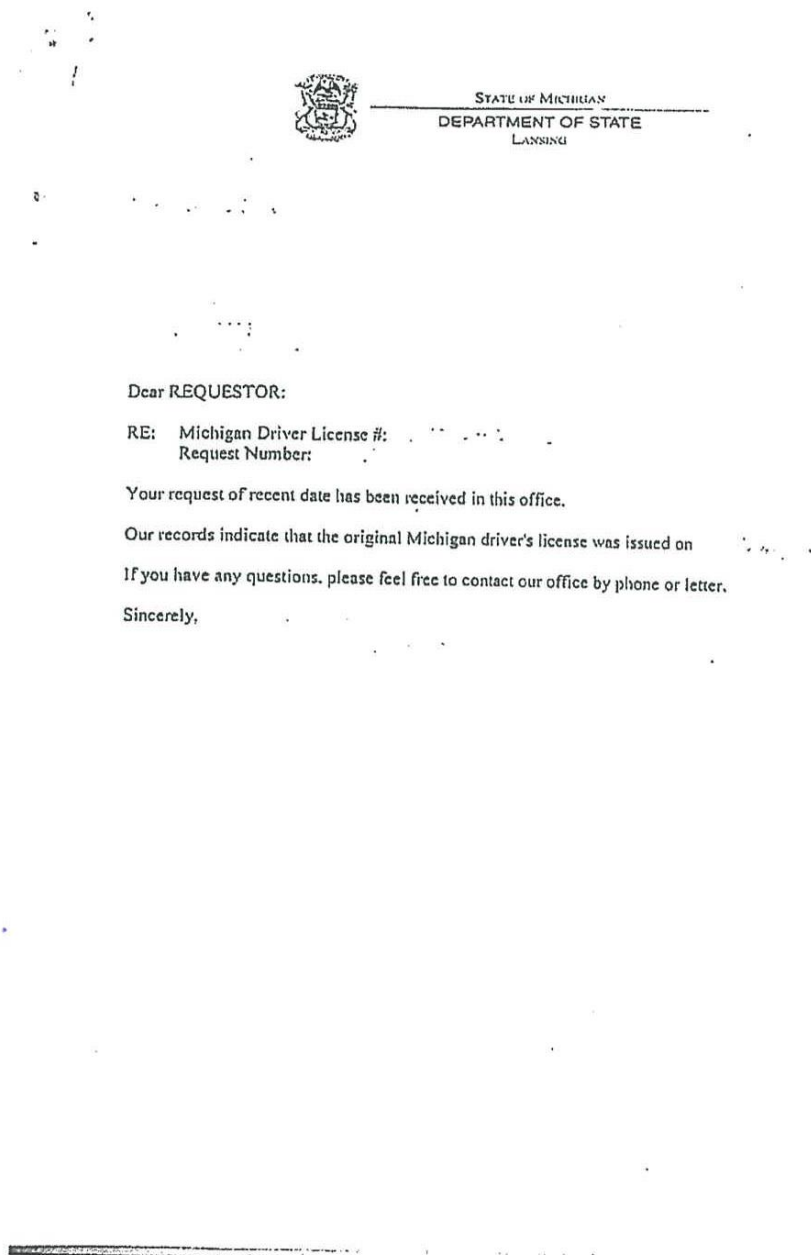 STATE OF MICHIGAN
DEPARTMENT OF STATE
LANSING
Dear REQUESTOR:
RE: Michigan Driver License #:
Request Number:
Your request of recent date has been received in this office.
Our records indicate that the original Michigan driver's license was issued on
If you have any questions. please feel free to contact our office by phone or letter.
Sincerely,